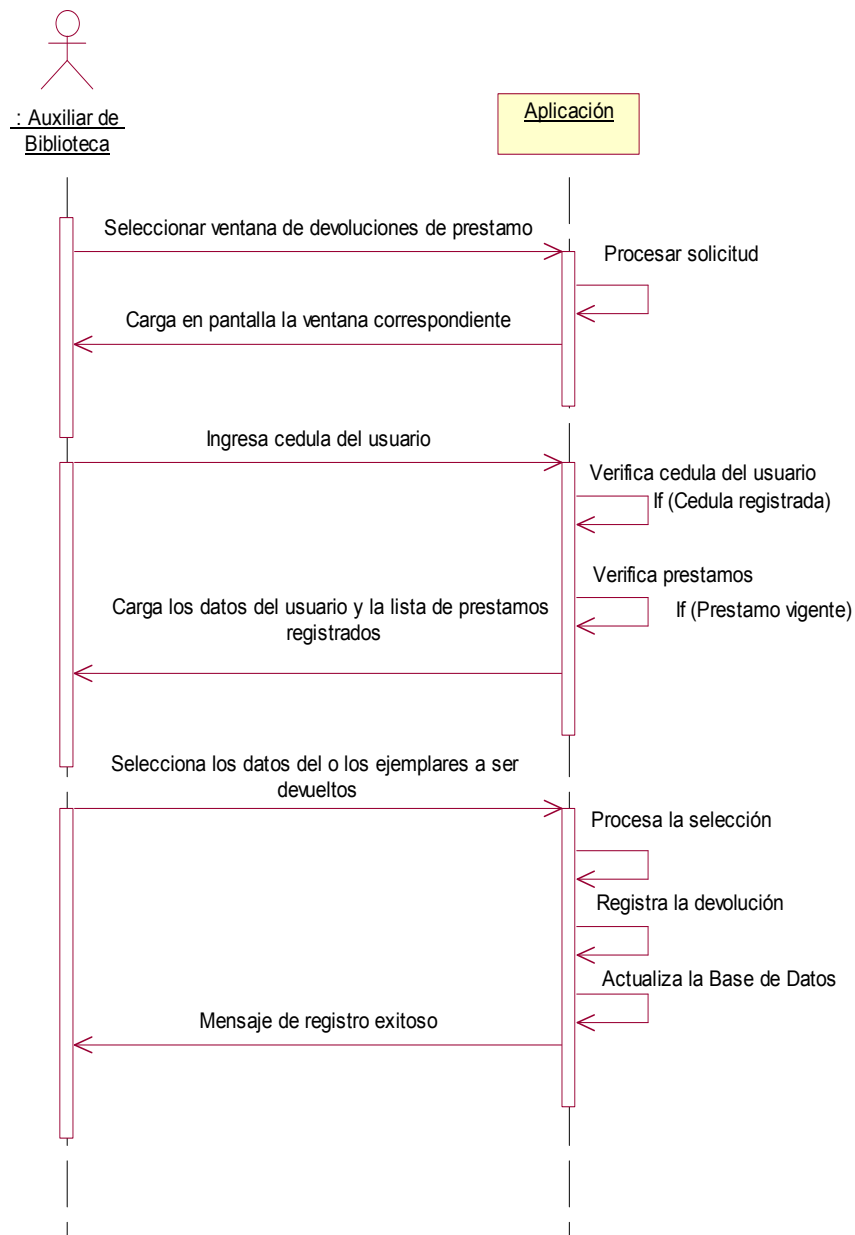 : Auxiliar de
Biblioteca
Aplicación
Seleccionar ventana de devoluciones de prestamo
Procesar solicitud
Carga en pantalla la ventana correspondiente
Ingresa cedula del usuario
Verifica cedula del usuario
If (Cedula registrada)
Verifica prestamos
Carga los datos del usuario y la lista de prestamos
registrados
If (Prestamo vigente)
Selecciona los datos del o los ejemplares a ser
devueltos
Procesa la selección
Registra la devolución
Actualiza la Base de Datos
Mensaje de registro exitoso